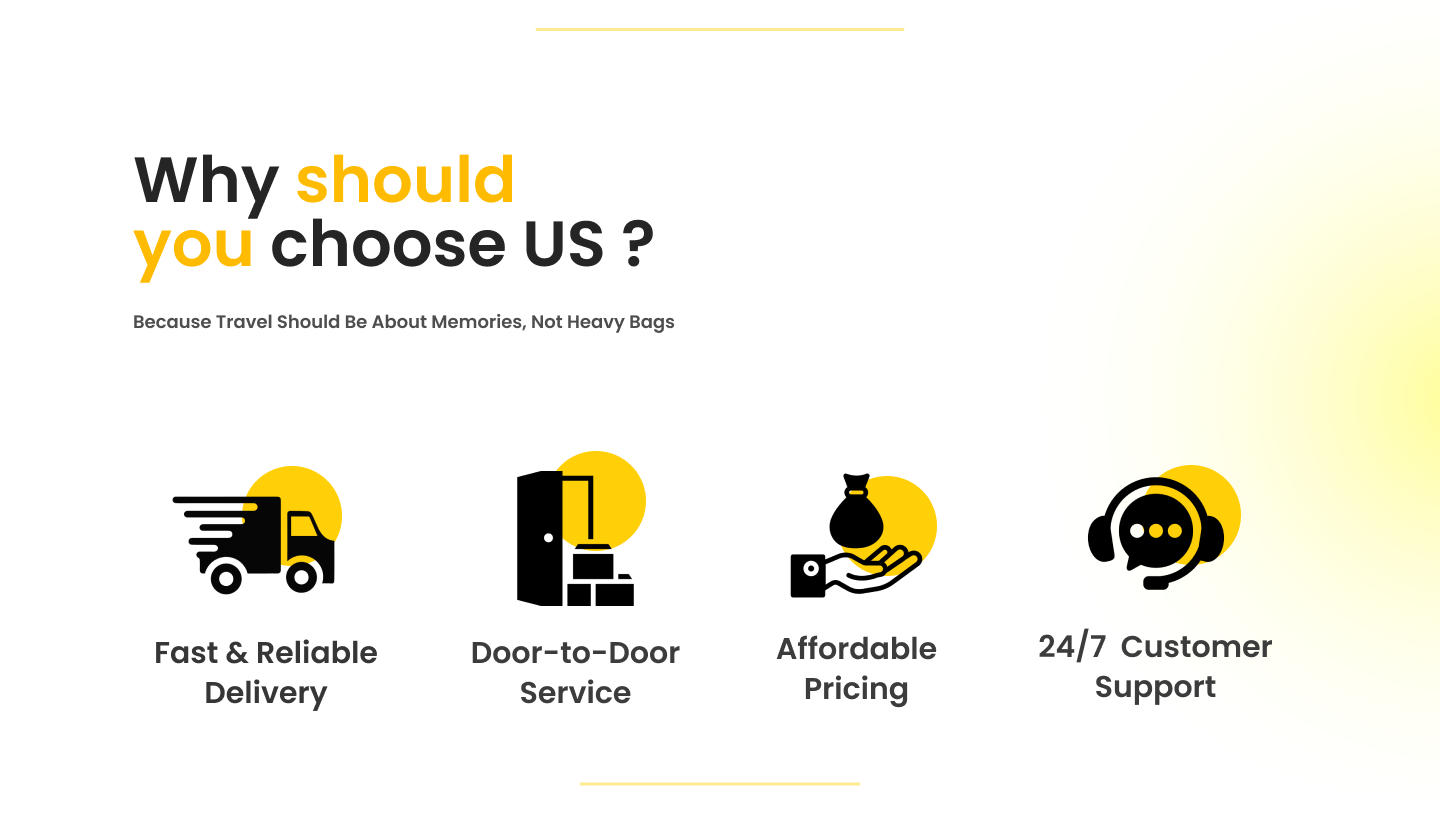 Why should
you choose US ?
Because Travel Should Be About Memories, Not Heavy Bags
Fast & Reliable
Delivery
Door-to-Door
Service
Affordable
Pricing
24/7 Customer
Support